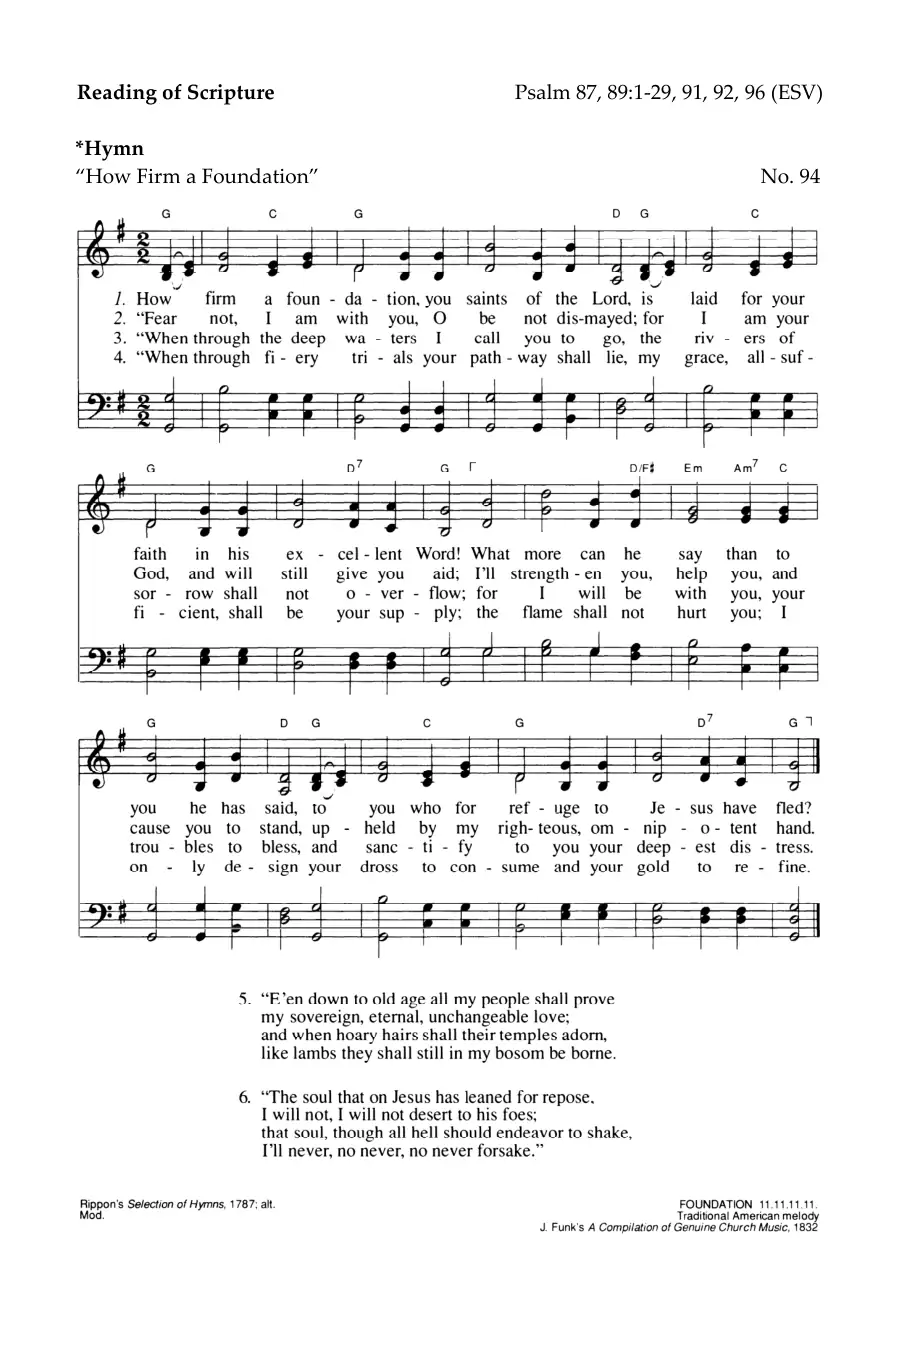 Reading of Scripture Psalm 87, 89:1-29, 91, 92, 96 (ESV)
*Hymn
“How Firm a Foundation” No. 94
G C G D G C
2
2
1. How firm a foun - da - tion, you saints of the Lord, is laid for your
2. “Fear not, I am with you, O be not dis-mayed; for I am your
3. “When through the deep wa - ters I call you to go, the riv - ers of
4. “When through fi - ery tri - als your path - way shall lie, my grace, all - suf -
2
2
G D7 G D/F♯ Em Am7 C
faith in his ex - cel - lent Word! What more can he say than to
God, and will still give you aid; I’ll strength - en you, help you, and
sor - row shall not o - ver - flow; for I will be with you, your
fi - cient, shall be your sup - ply; the flame shall not hurt you; I
G D G C G D7 G
you he has said, to you who for ref - uge to Je - sus have fled?
cause you to stand, up - held by my righ- teous, om - nip - o - tent hand.
trou - bles to bless, and sanc - ti - fy to you your deep - est dis - tress.
on - ly de - sign your dross to con - sume and your gold to re - fine.
5. “E’en down to old age all my people shall prove
my sovereign, eternal, unchangeable love;
and when hoary hairs shall their temples adorn,
like lambs they shall still in my bosom be borne.
6. “The soul that on Jesus has leaned for repose,
I will not, I will not desert to his foes;
that soul, though all hell should endeavor to shake,
I’ll never, no never, no never forsake.”
Rippon’s Selection of Hymns, 1787; alt. FOUNDATION 11.11.11.11.
Mod. Traditional American melody
J. Funk’s A Compilation of Genuine Church Music, 1832